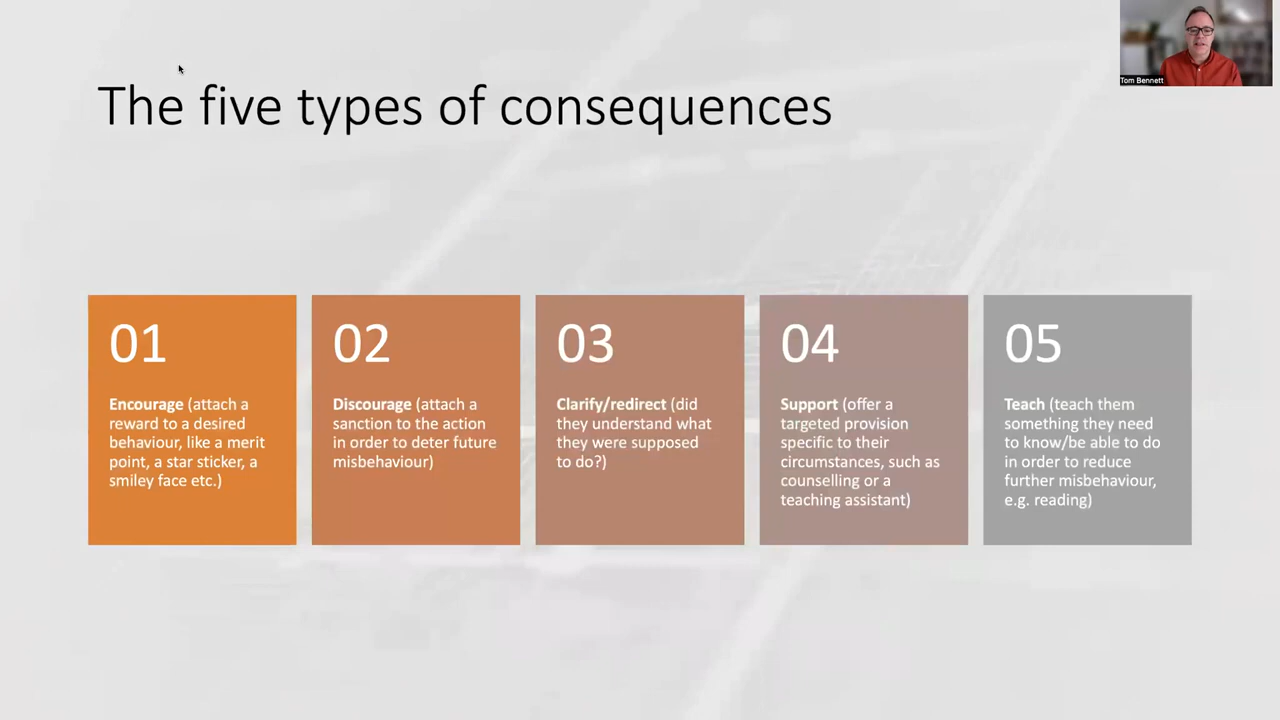 The five types of consequences
Tom Bennett
01
Encourage (attach a
reward to a desired
behaviour, like a merit
point, a star sticker, a
smiley face etc.)
02
Discourage (attach a
sanction to the action
in order to deter future
misbehaviour)
03
Clarify/redirect (did
they understand what
they were supposed
to do?)
04
Support (offer a
targeted provision
specific to their
circumstances, such as
counselling or a
teaching assistant)
05
Teach (teach them
something they need
to know/be able to do
in order to reduce
further misbehaviour,
e.g. reading)